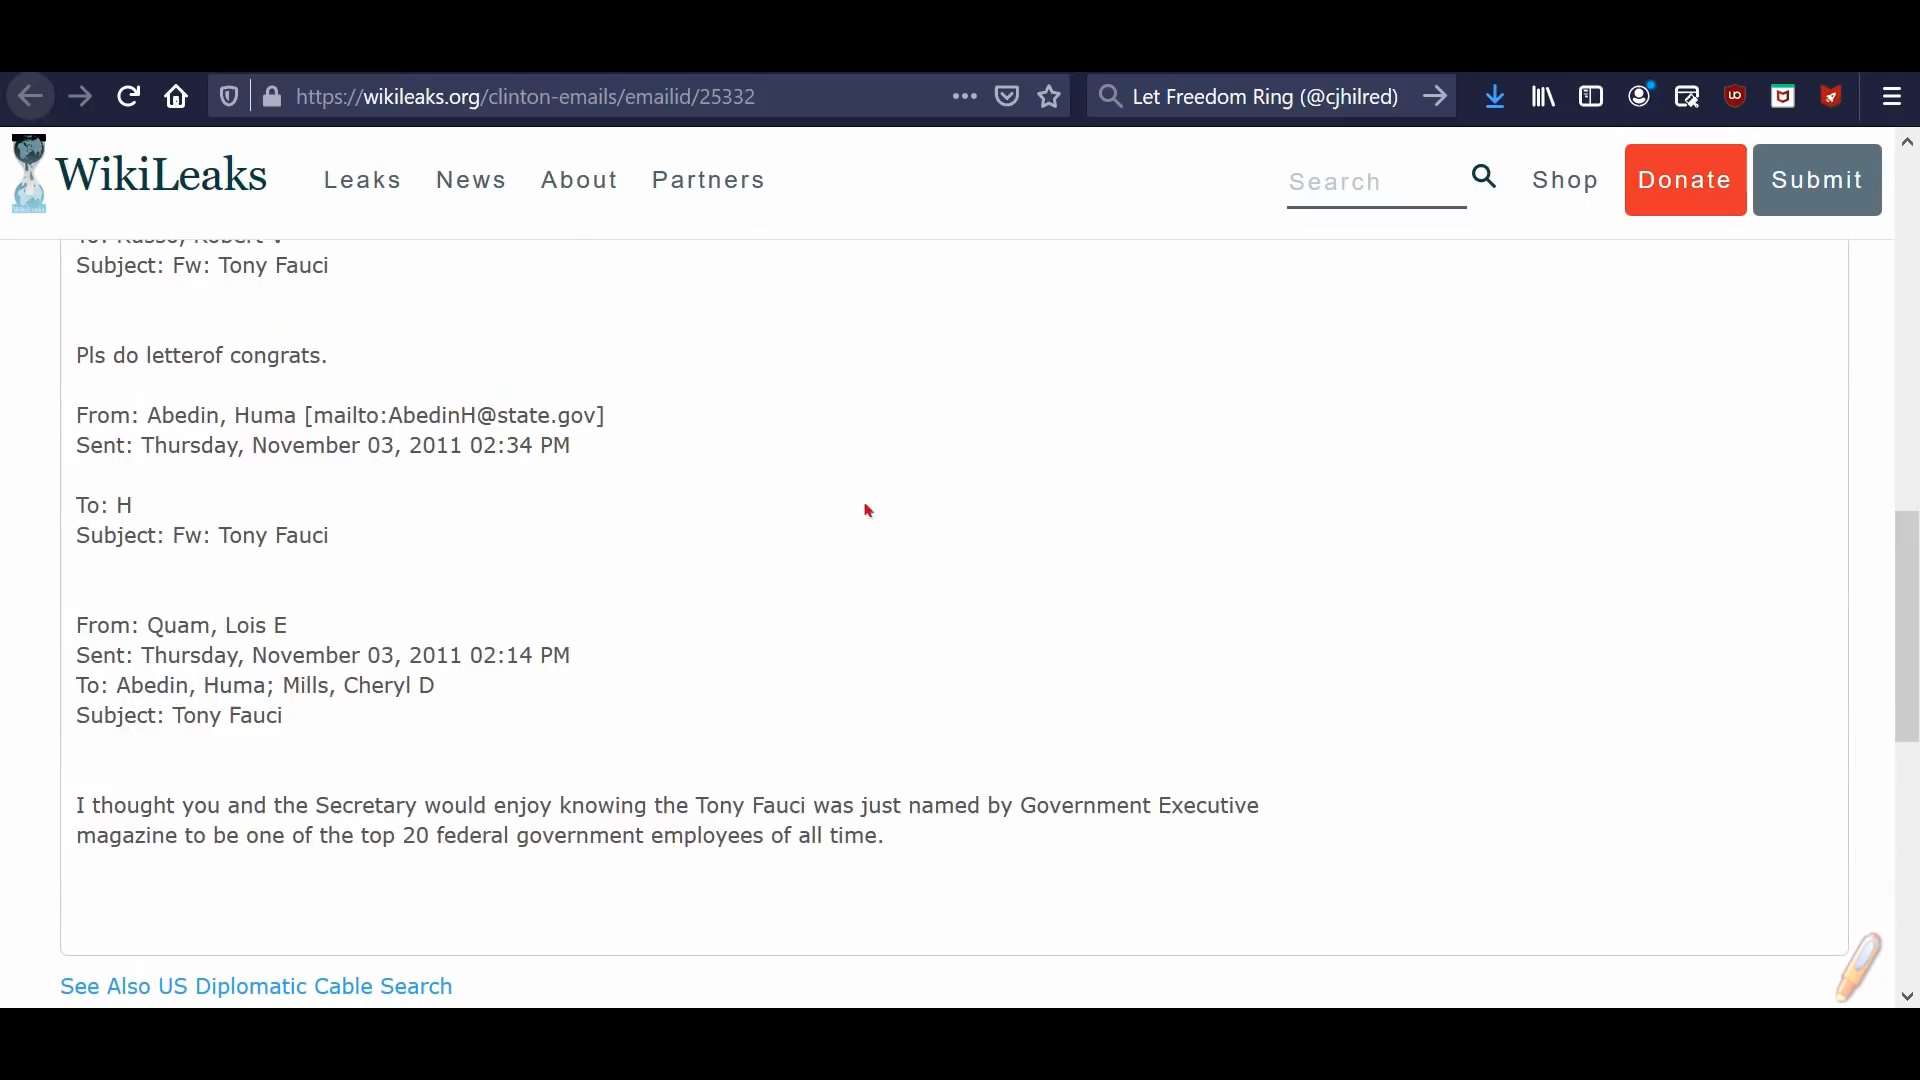 https://wikileaks.org/clinton-emails/emailid/25332
Let Freedom Ring (@cjhilred)
WikiLeaks
Leaks
News
About
Partners
Search
Shop
Donate
Submit
Subject: Fw: Tony Fauci
Pls do letterof congrats.
From: Abedin, Huma [mailto:AbedinH@state.gov]
Sent: Thursday, November 03, 2011 02:34 PM
To: H
Subject: Fw: Tony Fauci
From: Quam, Lois E
Sent: Thursday, November 03, 2011 02:14 PM
To: Abedin, Huma; Mills, Cheryl D
Subject: Tony Fauci
I thought you and the Secretary would enjoy knowing the Tony Fauci was just named by Government Executive
magazine to be one of the top 20 federal government employees of all time.
See Also US Diplomatic Cable Search